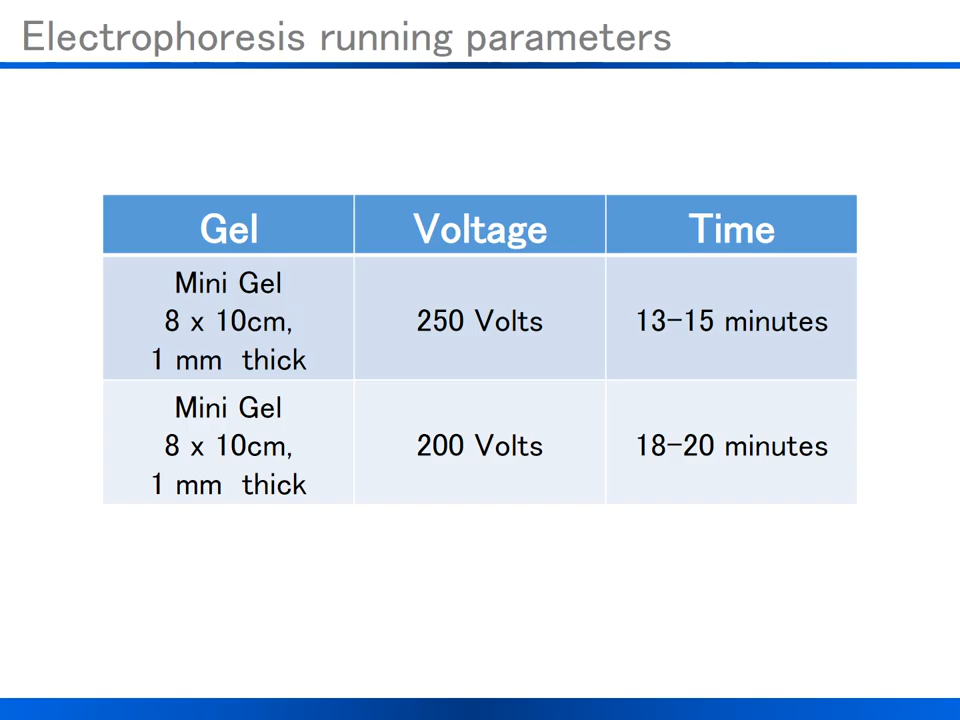 Electrophoresis running parameters
Gel Voltage Time
Mini Gel
8 x 10cm,
1 mm thick
250 Volts
13-15 minutes
Mini Gel
8 x 10cm,
1 mm thick
200 Volts
18-20 minutes